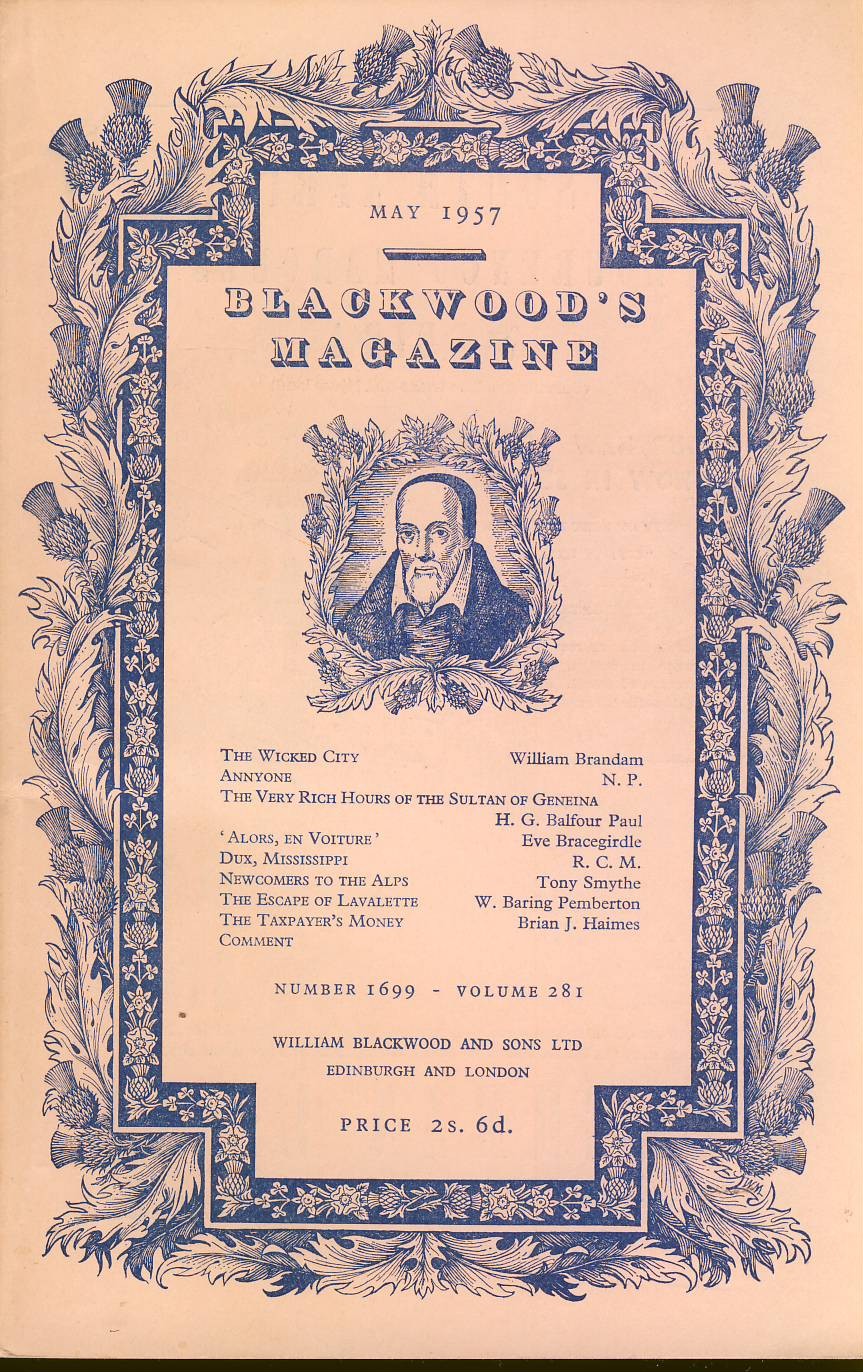 MAY 1957
BLACKWOOD'S
MAGAZINE
THE WICKED CITY William Brandam
ANNYONE N. P.
THE VERY RICH HOURS OF THE SULTAN OF GENEINA
H. G. Balfour Paul
'ALORS, EN VOITURE' Eve Bracegirdle
DUX, MISSISSIPPI R. C. M.
NEWCOMERS TO THE ALPS Tony Smythe
THE ESCAPE OF LAVALETTE W. Baring Pemberton
THE TAXPAYER'S MONEY Brian J. Haimes
COMMENT
NUMBER 1699 - VOLUME 281
WILLIAM BLACKWOOD AND SONS LTD
EDINBURGH AND LONDON
PRICE 2s. 6d.